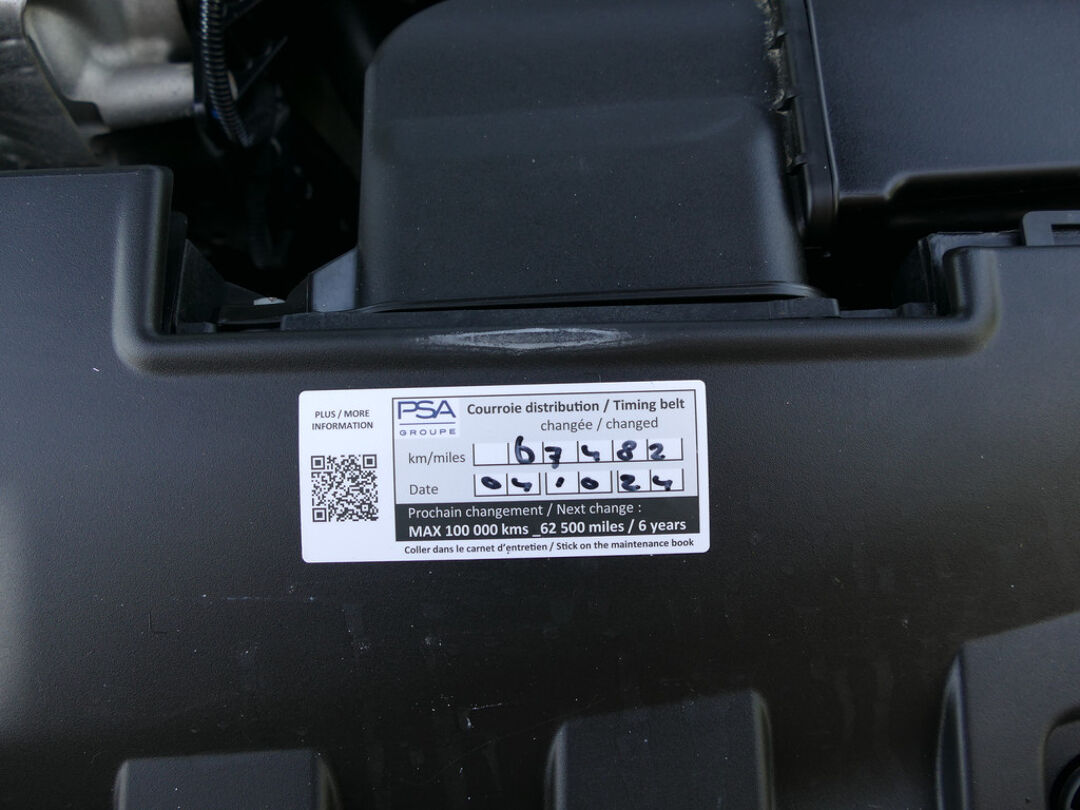 PLUS / MORE
INFORMATION
PSA
GROUPE
Courroie distribution / Timing belt
changée / changed
km/miles 67482
Date 04.024
Prochain changement / Next change :
MAX 100 000 kms _62 500 miles / 6 years
Coller dans le carnet d'entretien / Stick on the maintenance book